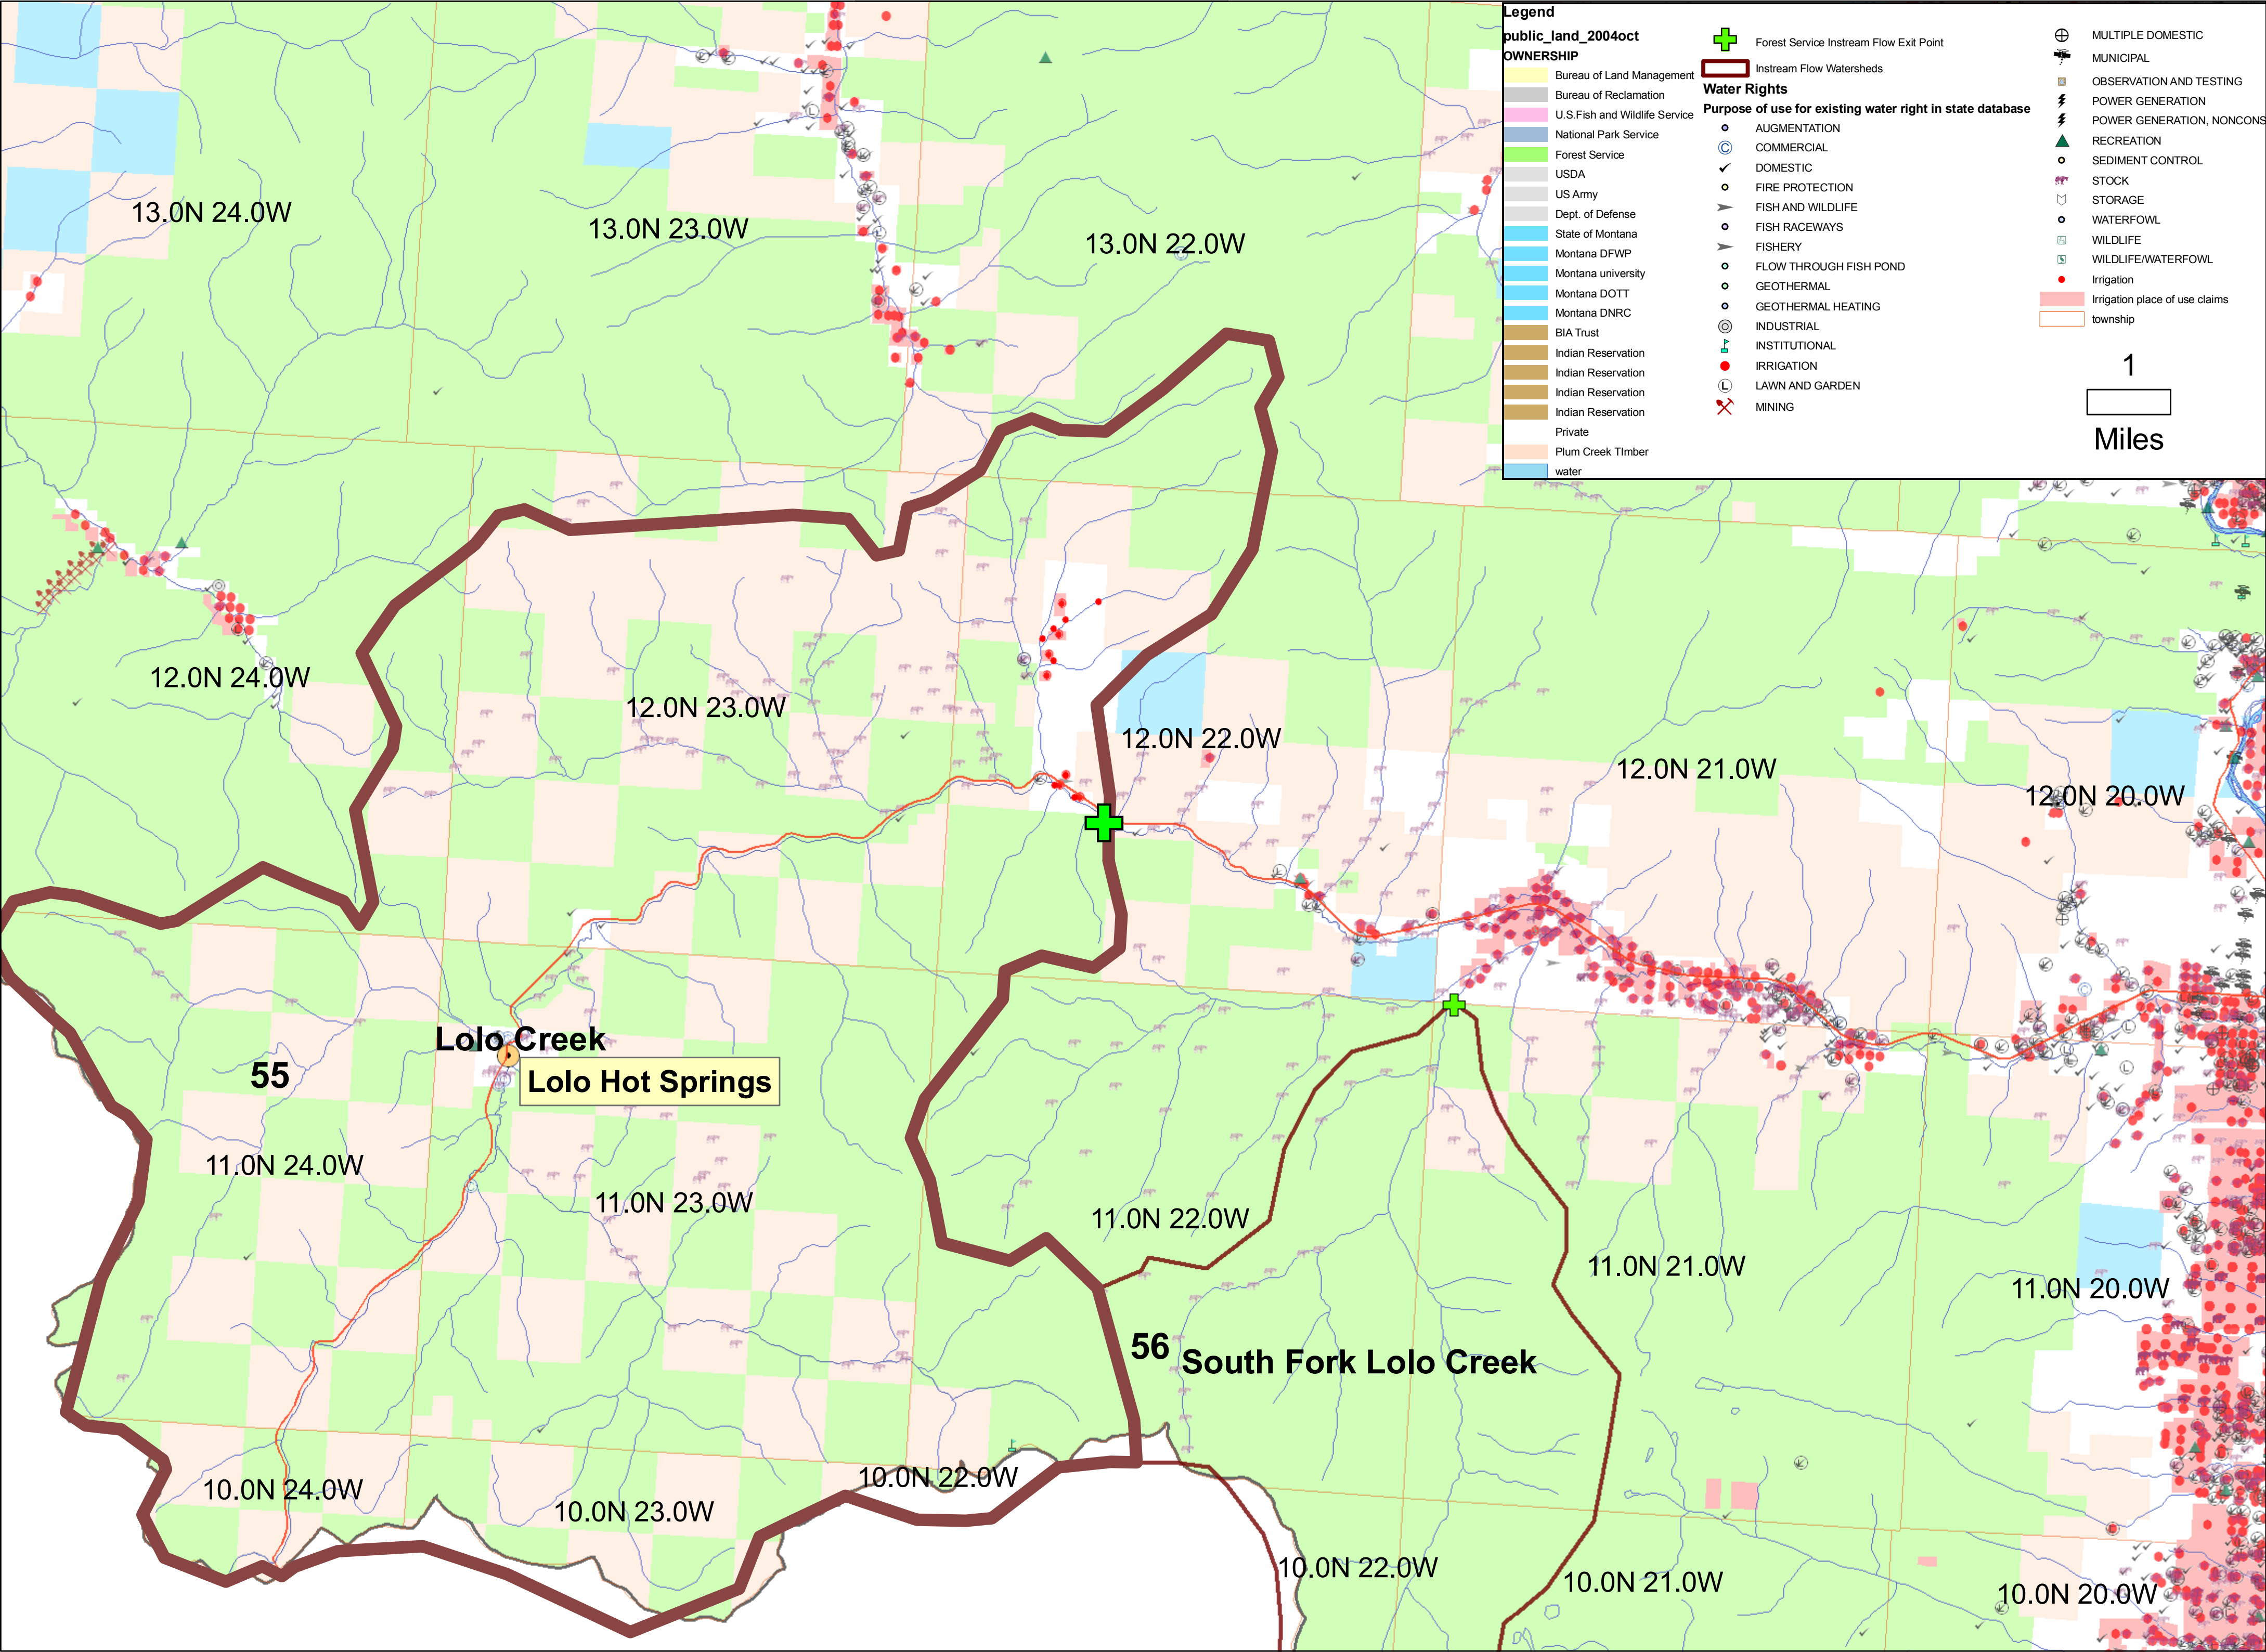 Legend
public_land_2004oct
OWNERSHIP
Bureau of Land Management
Bureau of Reclamation
U.S.Fish and Wildlife Service
National Park Service
Forest Service
USDA
US Army
Dept. of Defense
State of Montana
Montana DFWP
Montana university
Montana DOTT
Montana DNRC
BIA Trust
Indian Reservation
Indian Reservation
Indian Reservation
Indian Reservation
Private
Plum Creek TImber
water
Forest Service Instream Flow Exit Point
Instream Flow Watersheds
Water Rights
Purpose of use for existing water right in state database
AUGMENTATION
COMMERCIAL
DOMESTIC
FIRE PROTECTION
FISH AND WILDLIFE
FISH RACEWAYS
FISHERY
FLOW THROUGH FISH POND
GEOTHERMAL
GEOTHERMAL HEATING
INDUSTRIAL
INSTITUTIONAL
IRRIGATION
LAWN AND GARDEN
MINING
MULTIPLE DOMESTIC
MUNICIPAL
OBSERVATION AND TESTING
POWER GENERATION
POWER GENERATION, NONCONS
RECREATION
SEDIMENT CONTROL
STOCK
STORAGE
WATERFOWL
WILDLIFE
WILDLIFE/WATERFOWL
Irrigation
Irrigation place of use claims
township
1
Miles
13.0N 24.0W
13.0N 23.0W
13.0N 22.0W
12.0N 24.0W
12.0N 23.0W
12.0N 22.0W
12.0N 21.0W
12.0N 20.0W
Lolo Creek
55
Lolo Hot Springs
11.0N 24.0W
11.0N 23.0W
11.0N 22.0W
11.0N 21.0W
11.0N 20.0W
56
South Fork Lolo Creek
10.0N 24.0W
10.0N 23.0W
10.0N 22.0W
10.0N 22.0W
10.0N 21.0W
10.0N 20.0W